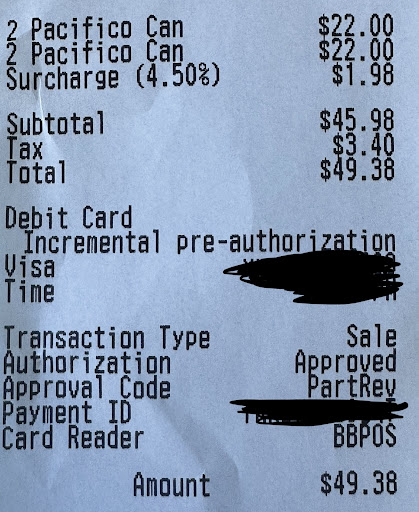 2 Pacifico Can $22.00
2 Pacifico Can $22.00
Surcharge (4.50%) $1.98
Subtotal $45.98
Tax $3.40
Total $49.38
Debit Card
Incremental pre-authorization
Visa
Time
Transaction Type Sale
Authorization Approved
Approval Code PartRev
Payment ID
Card Reader BBPOS
Amount $49.38